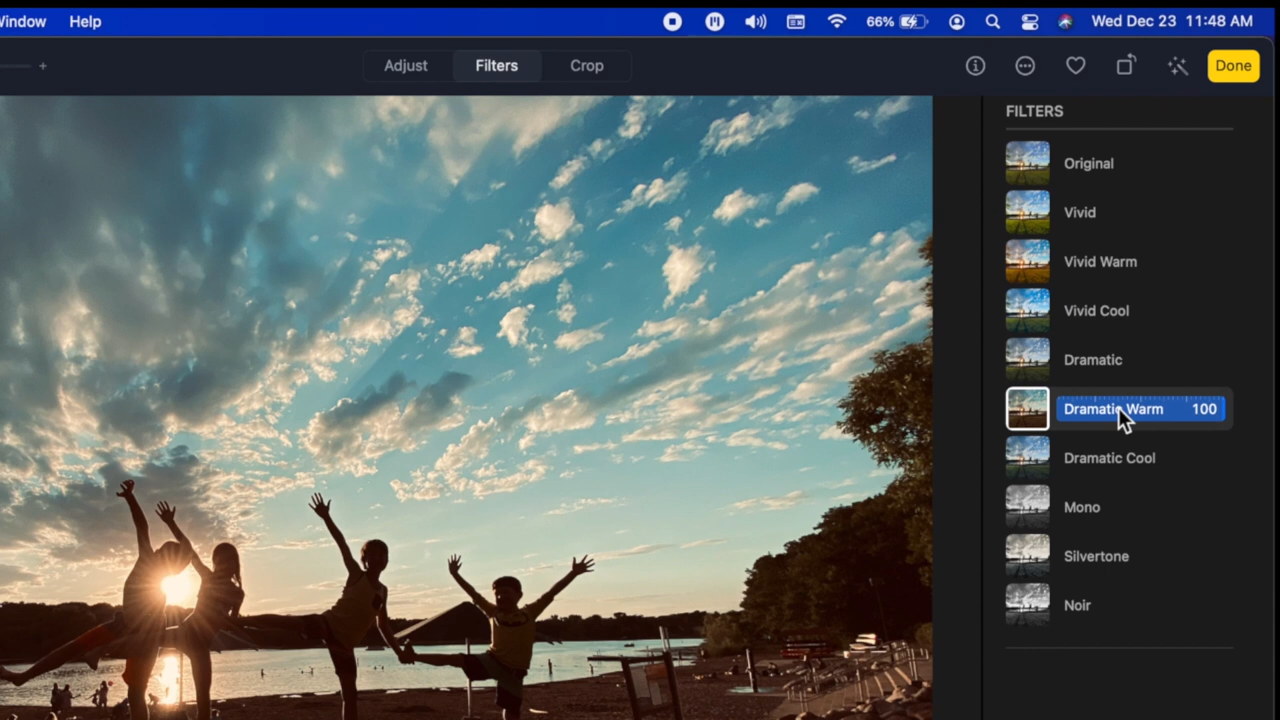 Window Help 66% Wed Dec 23 11:48 AM
Adjust Filters Crop Done
FILTERS
Original
Vivid
Vivid Warm
Vivid Cool
Dramatic
Dramatic Warm 100
Dramatic Cool
Mono
Silvertone
Noir